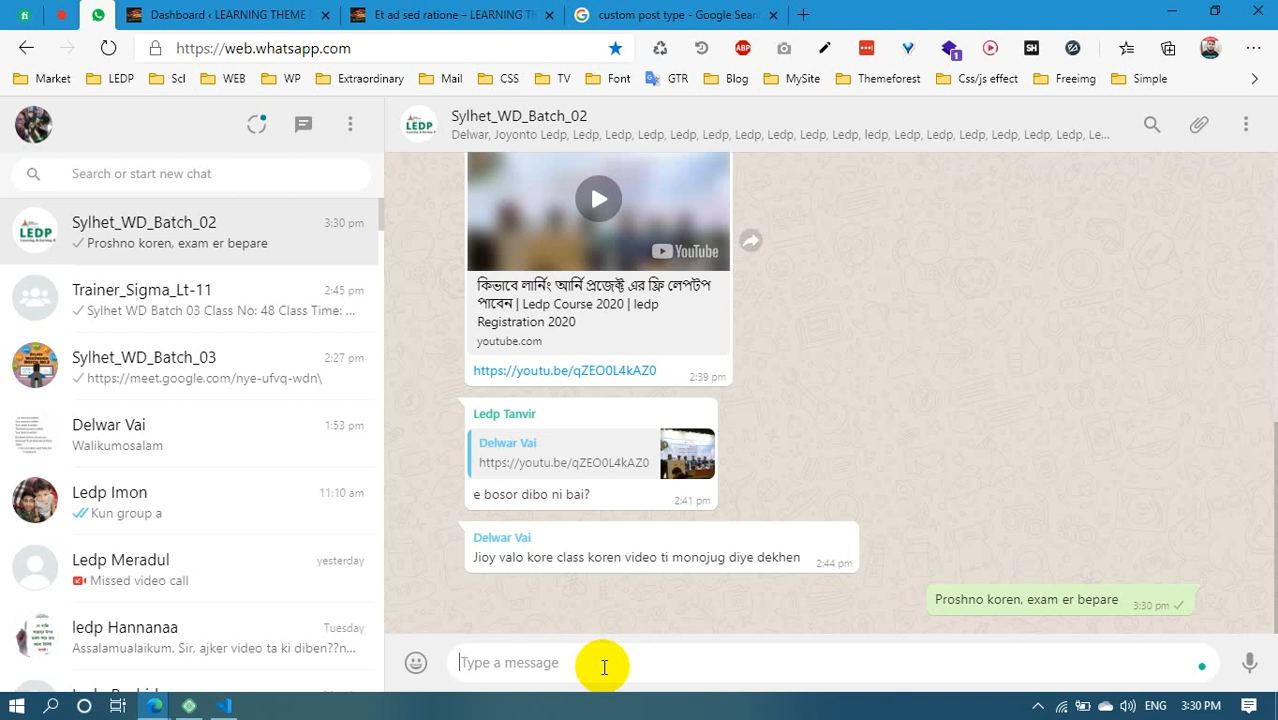 Dashboard ‹ LEARNING THEME
Et ad sed ratione – LEARNING TH
custom post type - Google Sear
https://web.whatsapp.com
Market
LEDP
Scl
WEB
WP
Extraordinary
Mail
CSS
TV
Font
GTR
Blog
MySite
Themeforest
Css/js effect
Freeimg
Simple
ABP
SH
1
Search or start new chat
Sylhet_WD_Batch_02
3:30 pm
Proshno koren, exam er bepare
Trainer_Sigma_Lt-11
2:45 pm
Sylhet WD Batch 03 Class No: 48 Class Time: ...
Sylhet_WD_Batch_03
2:27 pm
https://meet.google.com/nye-ufvq-wdn\
Delwar Vai
1:53 pm
Walikumosalam
Ledp Imon
11:10 am
Kun group a
Ledp Meradul
yesterday
Missed video call
ledp Hannanaa
Tuesday
Assalamualaikum. Sir, ajker video ta ki diben??n...
LEDP
Sylhet_WD_Batch_02
Delwar, Joyonto Ledp, Ledp, Ledp, Ledp, Ledp, Ledp, Ledp, Ledp, Ledp, Ledp, Ledp, ledp, Ledp, Ledp, Ledp, Ledp, Ledp, Ledp, Le...
YouTube
কিভাবে লার্নিং আর্নি প্রজেক্ট এর ফ্রি লেপটপ
পাবেন | Ledp Course 2020 | ledp
Registration 2020
youtube.com
https://youtu.be/qZEO0L4kAZ0
2:39 pm
Ledp Tanvir
Delwar Vai
https://youtu.be/qZEO0L4kAZ0
e bosor dibo ni bai?
2:41 pm
Delwar Vai
Jioy valo kore class koren video ti monojug diye dekhen
2:44 pm
Proshno koren, exam er bepare
3:30 pm
Type a message
ENG
3:30 PM